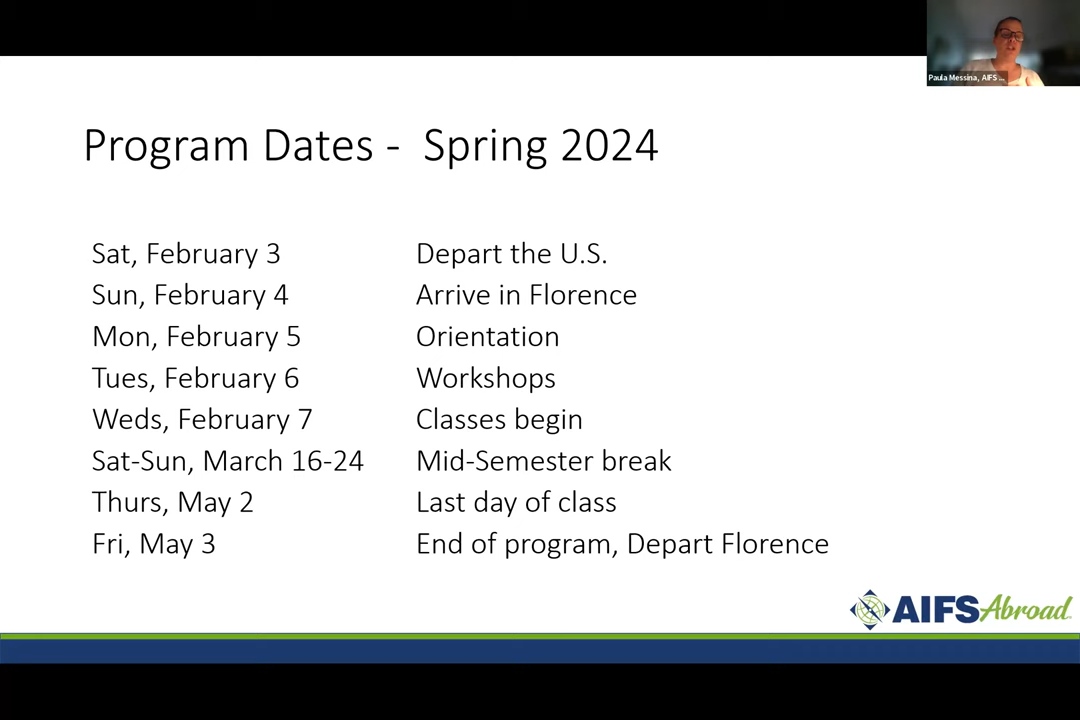 Paula Messina, AIFS ...
Program Dates - Spring 2024
Sat, February 3 Depart the U.S.
Sun, February 4 Arrive in Florence
Mon, February 5 Orientation
Tues, February 6 Workshops
Weds, February 7 Classes begin
Sat-Sun, March 16-24 Mid-Semester break
Thurs, May 2 Last day of class
Fri, May 3 End of program, Depart Florence
AIFS Abroad